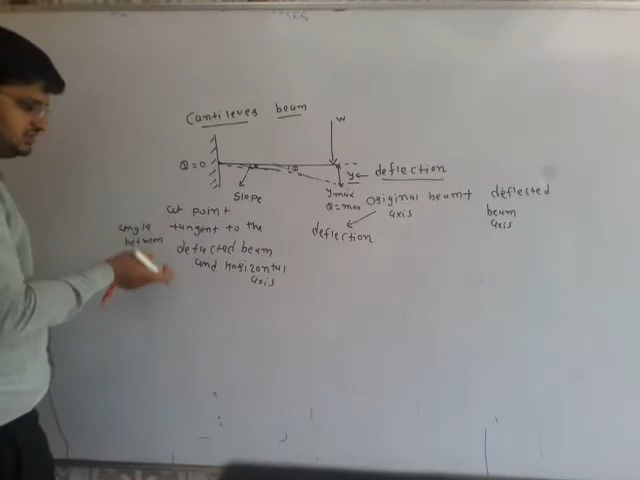 Cantilever beam
W
Q=0
y ← deflection
Slope
ymax
Q=max
original beam + deflected
axis
beam
axis
deflection
at point
angle
between
tangent to the
deflected beam
and Horizontal
axis